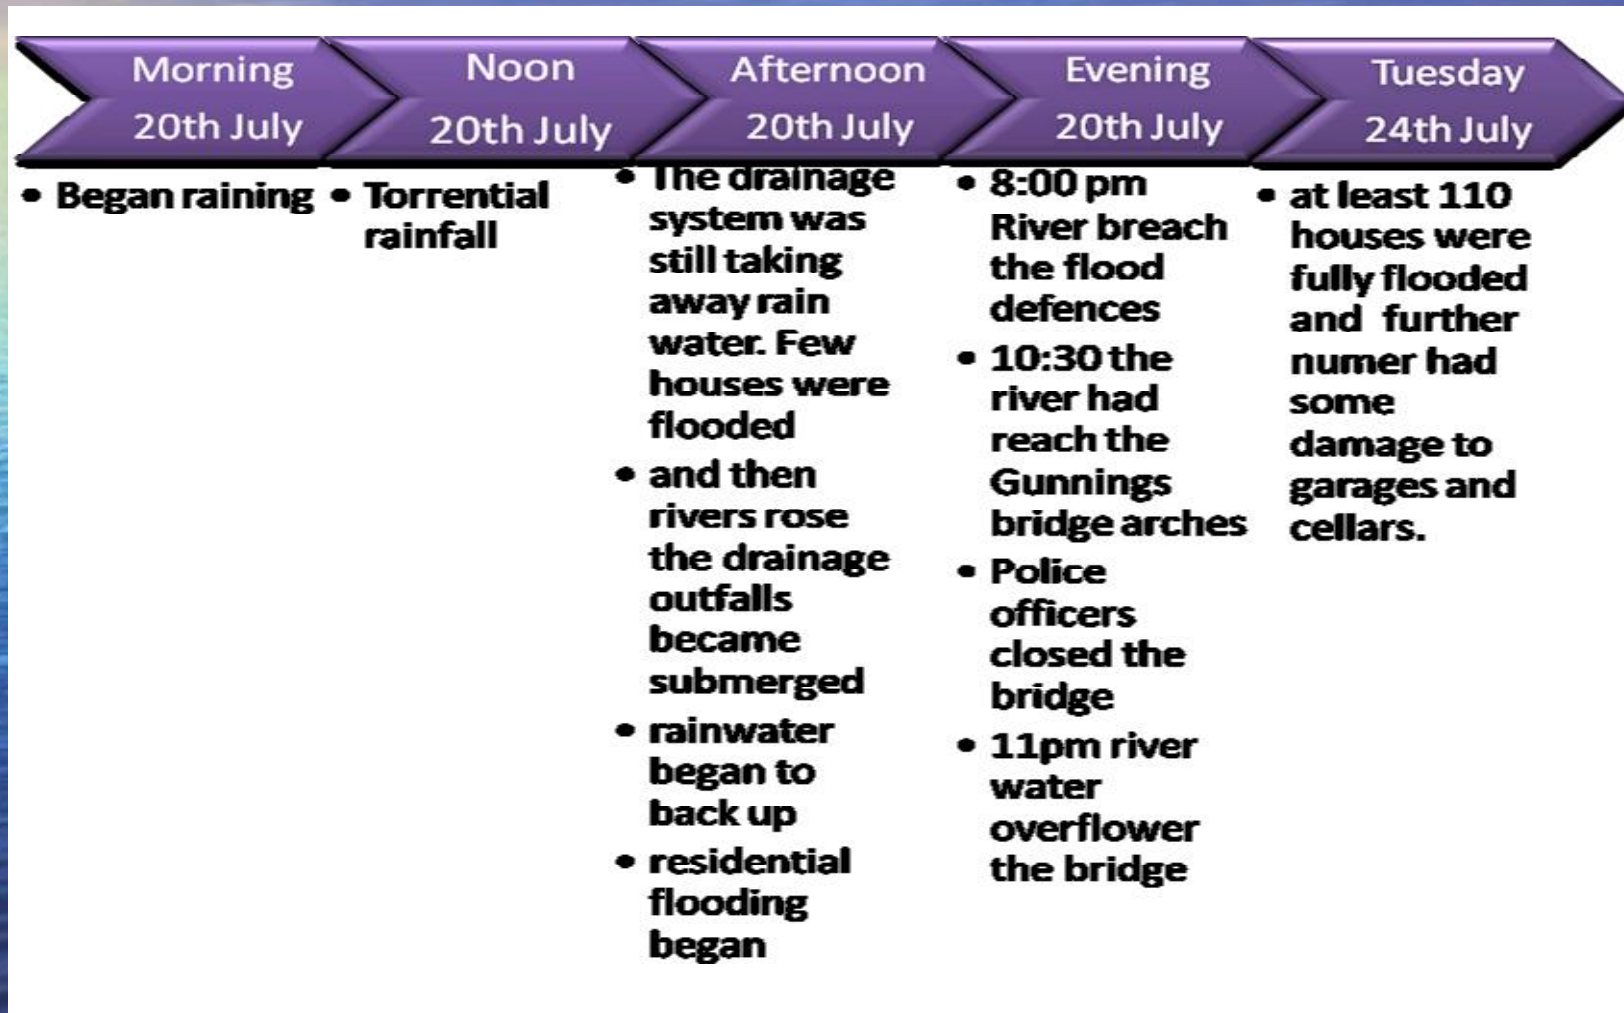 Morning
20th July
• Began raining
Noon
20th July
• Torrential
rainfall
Afternoon
20th July
• The drainage
system was
still taking
away rain
water. Few
houses were
flooded
• and then
rivers rose
the drainage
outfalls
became
submerged
• rainwater
began to
back up
• residential
flooding
began
Evening
20th July
• 8:00 pm
River breach
the flood
defences
• 10:30 the
river had
reach the
Gunnings
bridge arches
• Police
officers
closed the
bridge
• 11pm river
water
overflower
the bridge
Tuesday
24th July
• at least 110
houses were
fully flooded
and further
numer had
some
damage to
garages and
cellars.